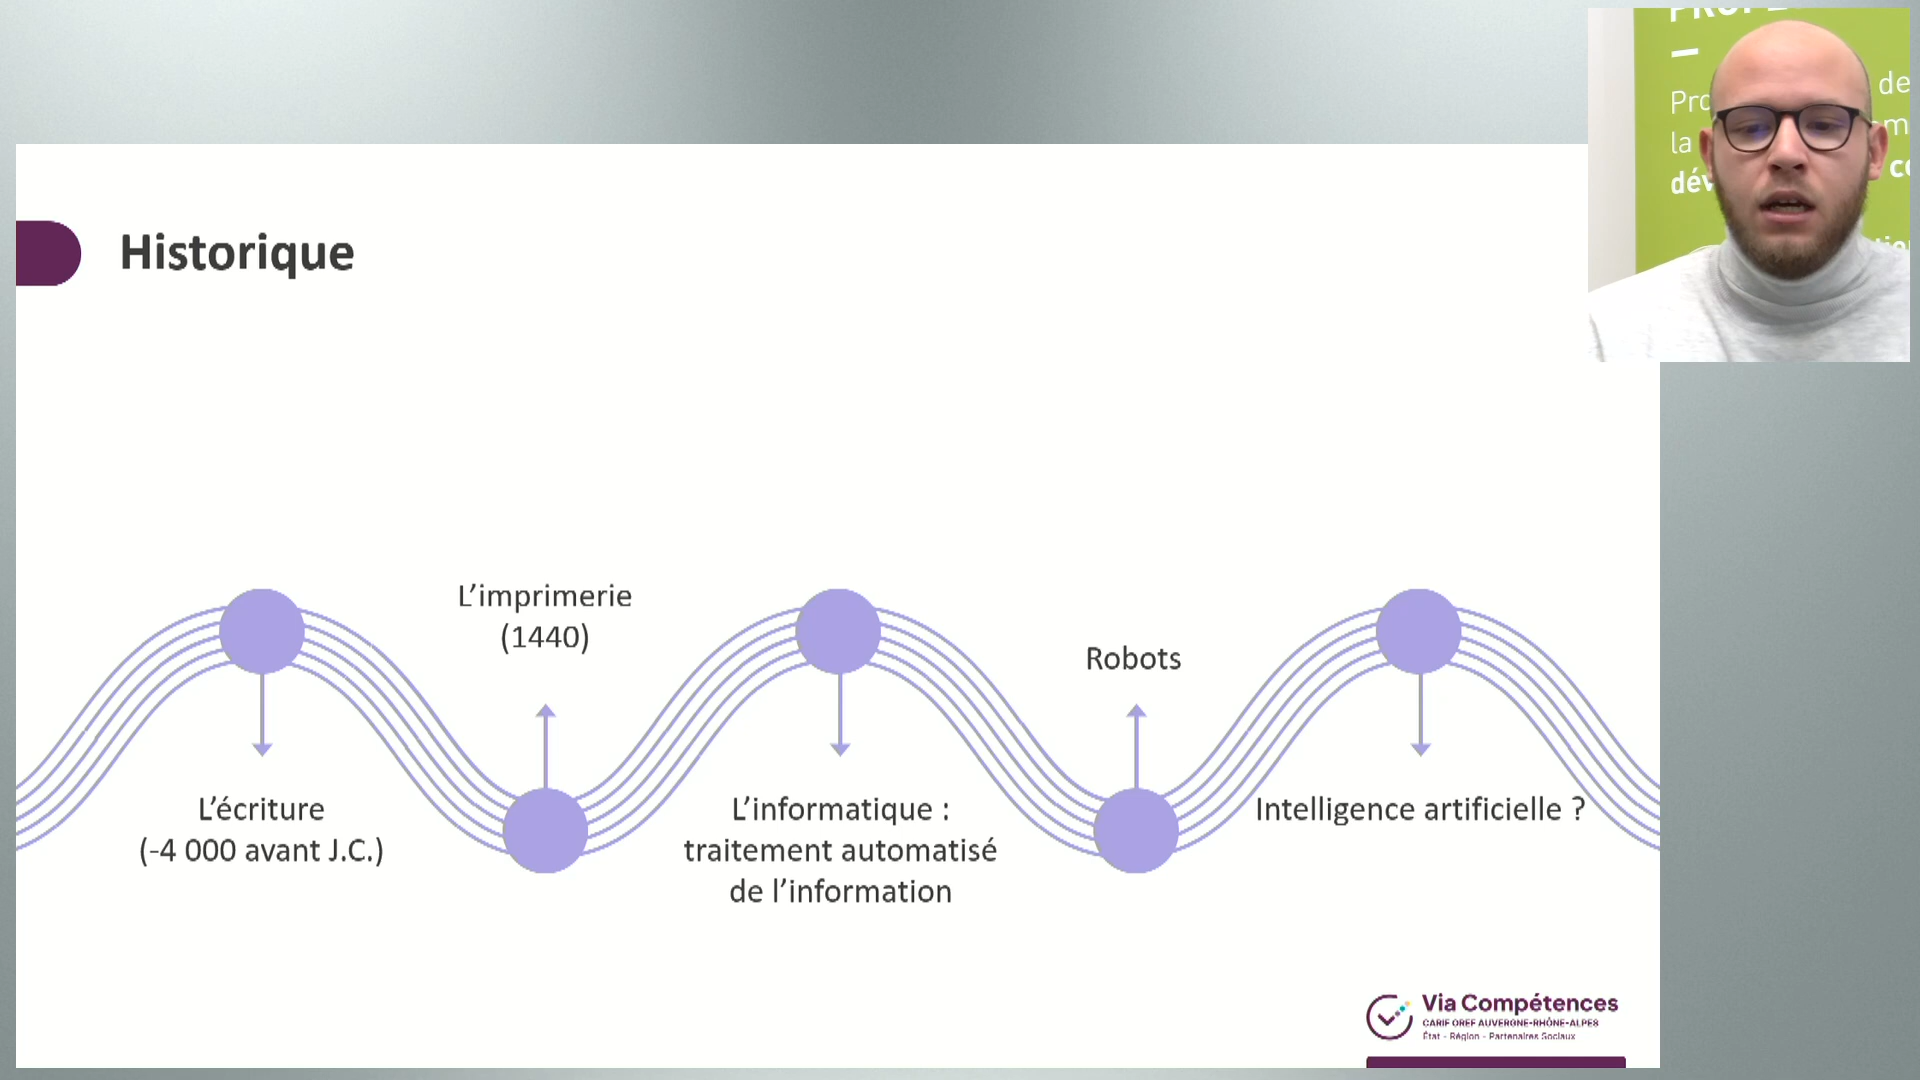 Historique
L'écriture
(-4 000 avant J.C.)
L'imprimerie
(1440)
L'informatique :
traitement automatisé
de l'information
Robots
Intelligence artificielle ?
Via Compétences
CARIF OREF AUVERGNE-RHÔNE-ALPES
État - Région - Partenaires Sociaux
de
la